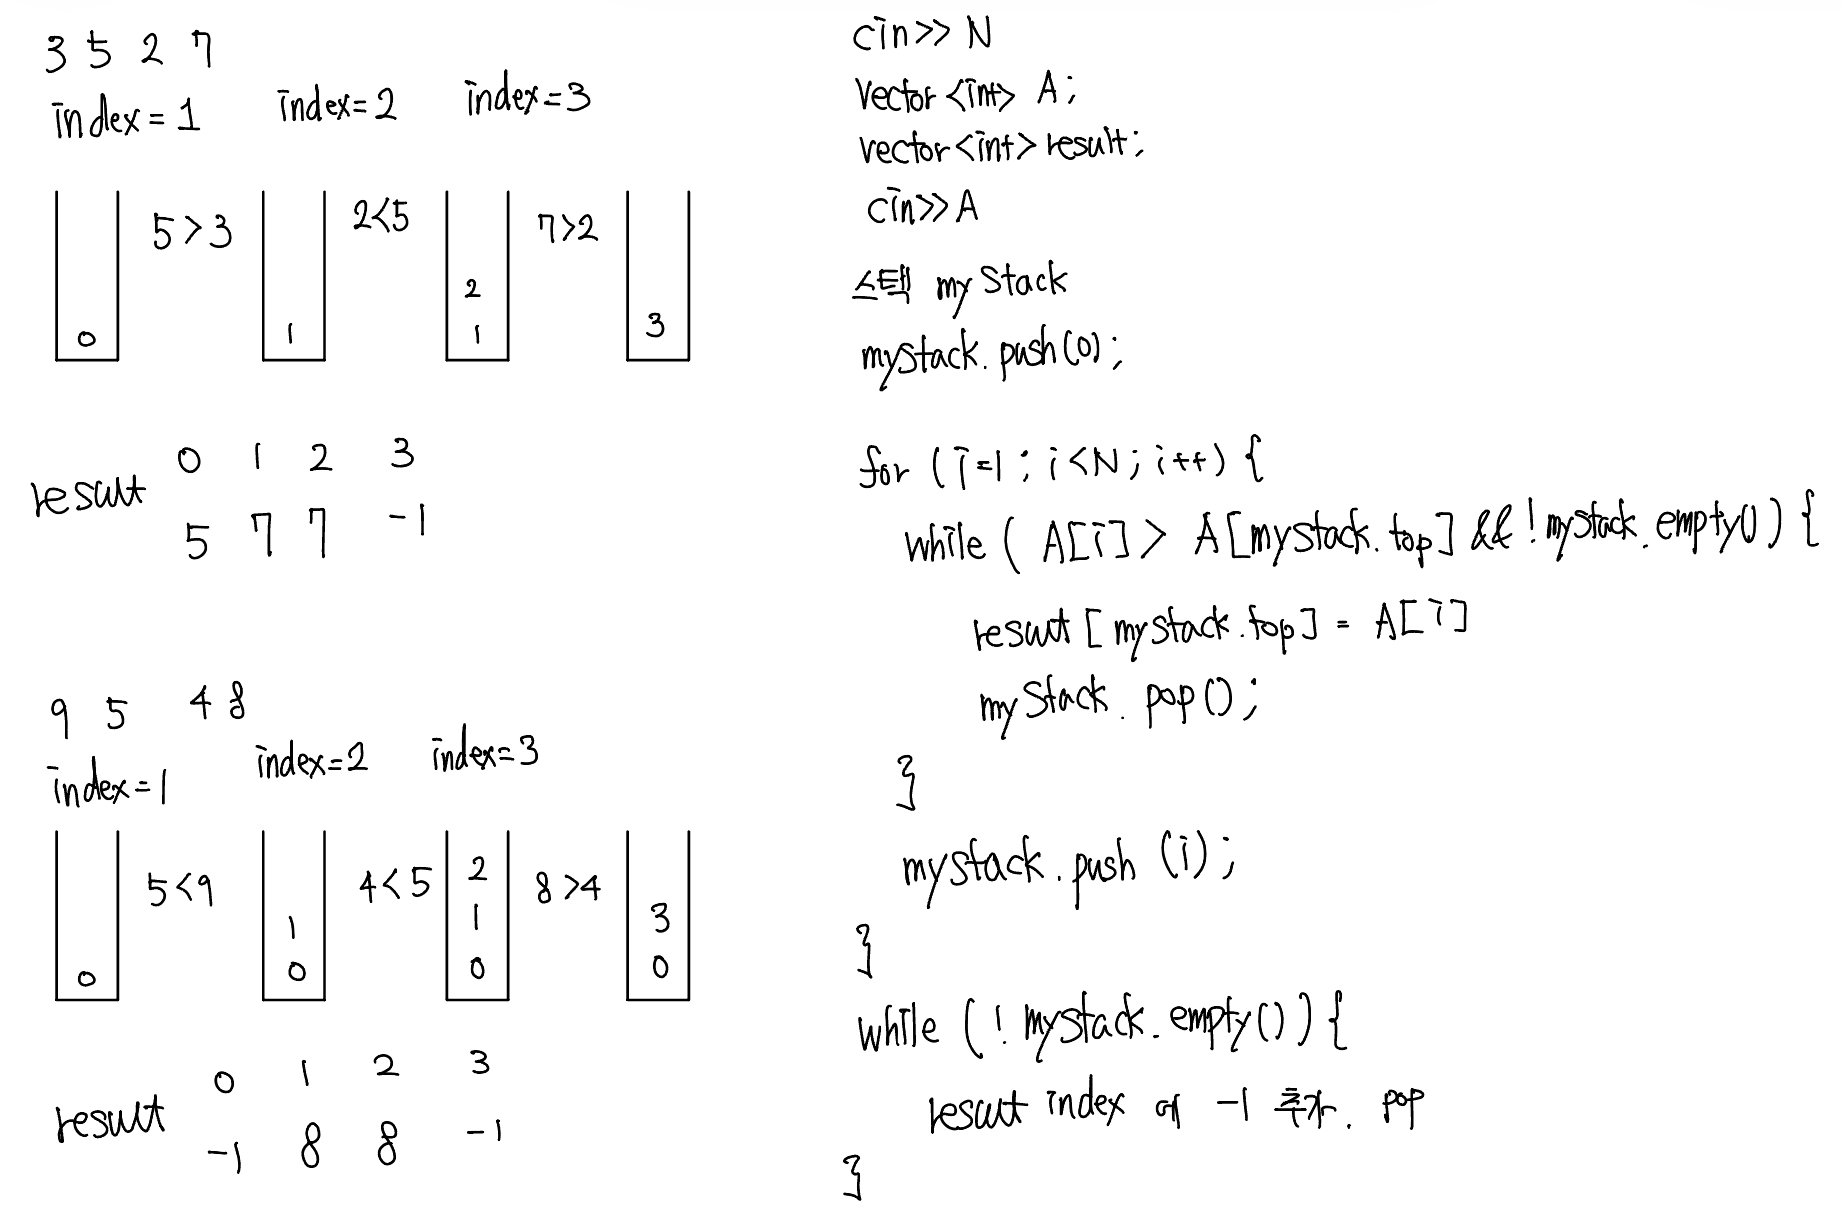 3 5 2 7
index = 1 index=2 index=3
5>3 2<5 7>2
0
1
2
1
3
0 1 2 3
result
5 7 7 -1
9 5 4 8
index=1 index=2 index=3
5<9 4<5 8>4
0
1
0
2
1
0
3
0
0 1 2 3
result
-1 8 8 -1
cin>> N
Vector <int> A;
vector<int> result;
cin>> A
스택 my Stack
mystack. push(0);
for (i=1; i<N; i++) {
while ( A[i] > A[mystack. top] && !mystack.empty()) {
result [mystack.top] = A[i]
my Stack. pop();
}
mystack.push (i);
}
while (! mystack.empty()) {
result index 에 -1 추가. pop
}